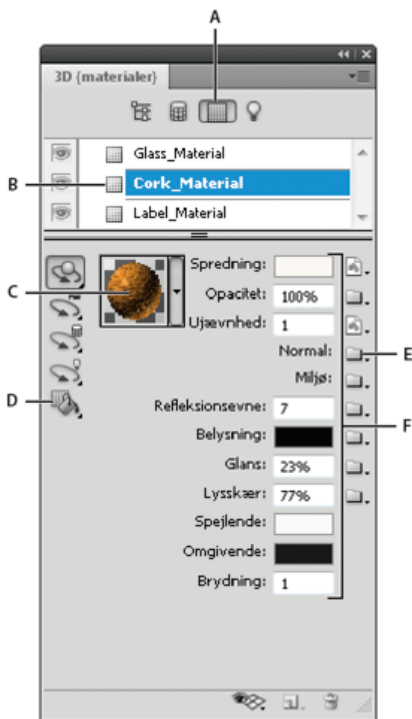 A
3D {materialer}
Glass_Material
B
Cork_Material
Label_Material
C
Spredning:
Opacitet: 100%
Ujævnhed: 1
Normal:
E
Miljø:
D
Refleksionsevne: 7
F
Belysning:
Glans: 23%
Lysskær: 77%
Spejlende:
Omgivende:
Brydning: 1